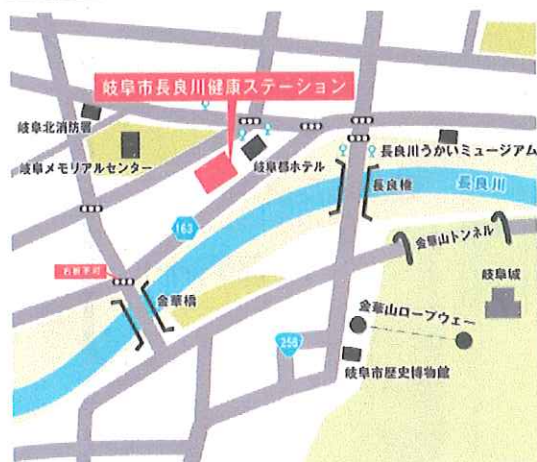 岐阜市長良川健康ステーション
岐阜北消防署
岐阜メモリアルセンター
岐阜都ホテル
長良川うかいミュージアム
長良橋
長良川
163
金華山トンネル
右折不可
金華橋
岐阜城
金華山ロープウェー
256
岐阜市歴史博物館